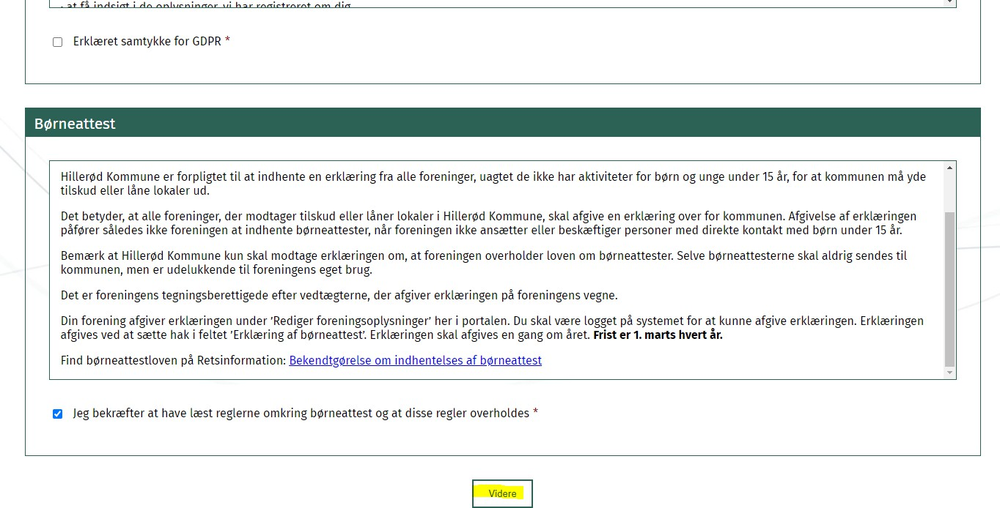 at få indsigt i de oplysninger, vi har registreret om dig
Erklæret samtykke for GDPR *
Børneattest
Hillerød Kommune er forpligtet til at indhente en erklæring fra alle foreninger, uagtet de ikke har aktiviteter for børn og unge under 15 år, for at kommunen må yde
tilskud eller låne lokaler ud.
Det betyder, at alle foreninger, der modtager tilskud eller låner lokaler i Hillerød Kommune, skal afgive en erklæring over for kommunen. Afgivelse af erklæringen
påfører således ikke foreningen at indhente børneattester, når foreningen ikke ansætter eller beskæftiger personer med direkte kontakt med børn under 15 år.
Bemærk at Hillerød Kommune kun skal modtage erklæringen om, at foreningen overholder loven om børneattester. Selve børneattesterne skal aldrig sendes til
kommunen, men er udelukkende til foreningens eget brug.
Det er foreningens tegningsberettigede efter vedtægterne, der afgiver erklæringen på foreningens vegne.
Din forening afgiver erklæringen under ’Rediger foreningsoplysninger’ her i portalen. Du skal være logget på systemet for at kunne afgive erklæringen. Erklæringen
afgives ved at sætte hak i feltet ’Erklæring af børneattest’. Erklæringen skal afgives en gang om året. Frist er 1. marts hvert år.
Find børneattestloven på Retsinformation: Bekendtgørelse om indhentelses af børneattest
Jeg bekræfter at have læst reglerne omkring børneattest og at disse regler overholdes *
Videre